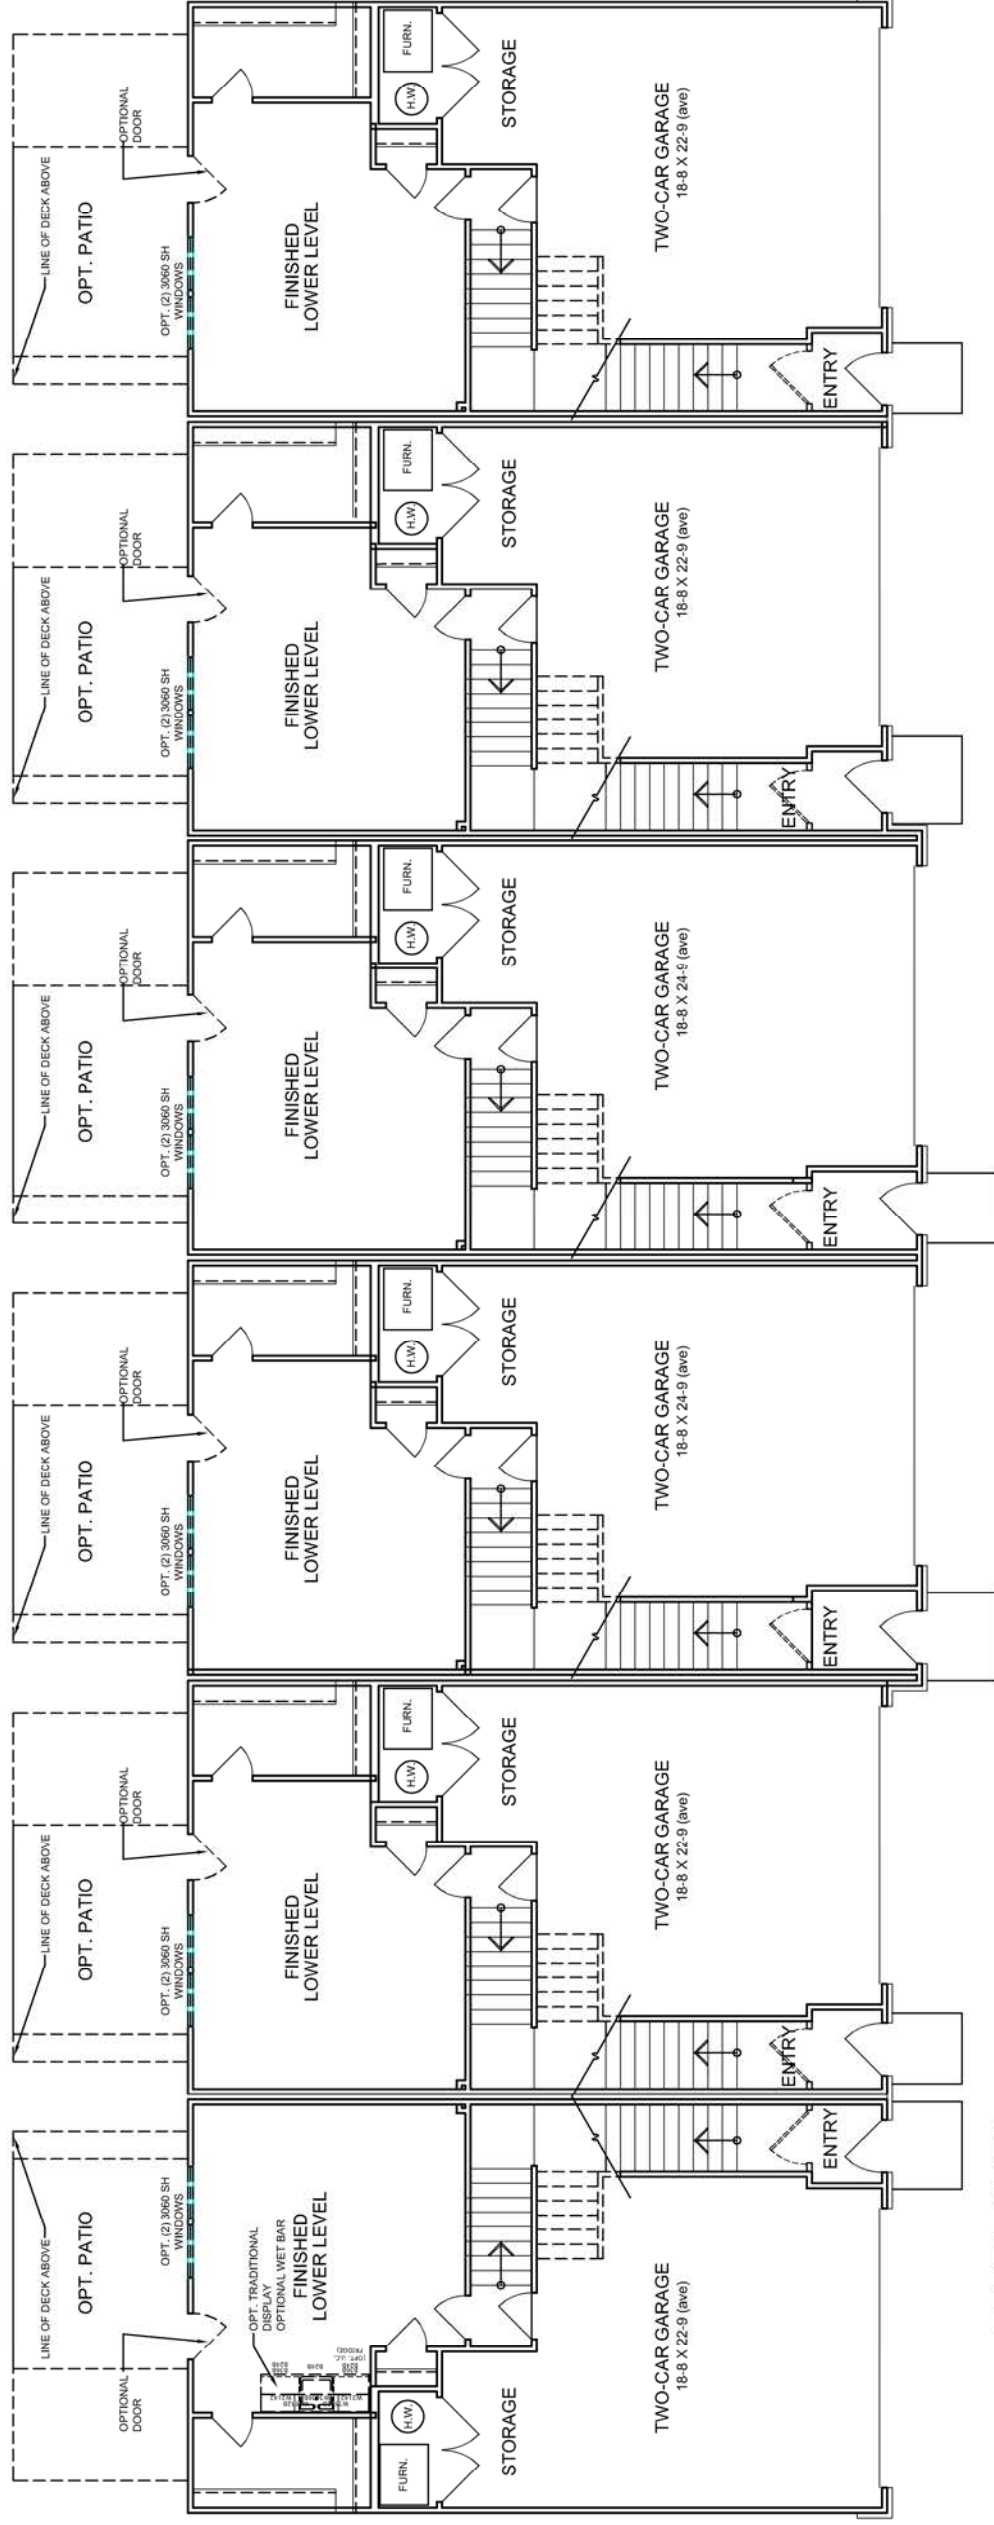 LINE OF DECK ABOVE
OPT. PATIO
OPTIONAL
DOOR
OPT. (2) 3060 SH
WINDOWS
OPT. TRADITIONAL
DISPLAY
OPTIONAL WET BAR
FINISHED
LOWER LEVEL
(OPT. U.C.
FRIDGE)
FURN.
H.W.
STORAGE
ENTRY
TWO-CAR GARAGE
18-8 X 22-9 (ave)
LINE OF DECK ABOVE
OPT. PATIO
OPTIONAL
DOOR
OPT. (2) 3060 SH
WINDOWS
FINISHED
LOWER LEVEL
FURN.
H.W.
STORAGE
ENTRY
TWO-CAR GARAGE
18-8 X 22-9 (ave)
LINE OF DECK ABOVE
OPT. PATIO
OPTIONAL
DOOR
OPT. (2) 3060 SH
WINDOWS
FINISHED
LOWER LEVEL
FURN.
H.W.
STORAGE
ENTRY
TWO-CAR GARAGE
18-8 X 24-9 (ave)
LINE OF DECK ABOVE
OPT. PATIO
OPTIONAL
DOOR
OPT. (2) 3060 SH
WINDOWS
FINISHED
LOWER LEVEL
FURN.
H.W.
STORAGE
ENTRY
TWO-CAR GARAGE
18-8 X 24-9 (ave)
LINE OF DECK ABOVE
OPT. PATIO
OPTIONAL
DOOR
OPT. (2) 3060 SH
WINDOWS
FINISHED
LOWER LEVEL
FURN.
H.W.
STORAGE
ENTRY
TWO-CAR GARAGE
18-8 X 22-9 (ave)
LINE OF DECK ABOVE
OPT. PATIO
OPTIONAL
DOOR
OPT. (2) 3060 SH
WINDOWS
FINISHED
LOWER LEVEL
FURN.
H.W.
STORAGE
ENTRY
TWO-CAR GARAGE
18-8 X 22-9 (ave)